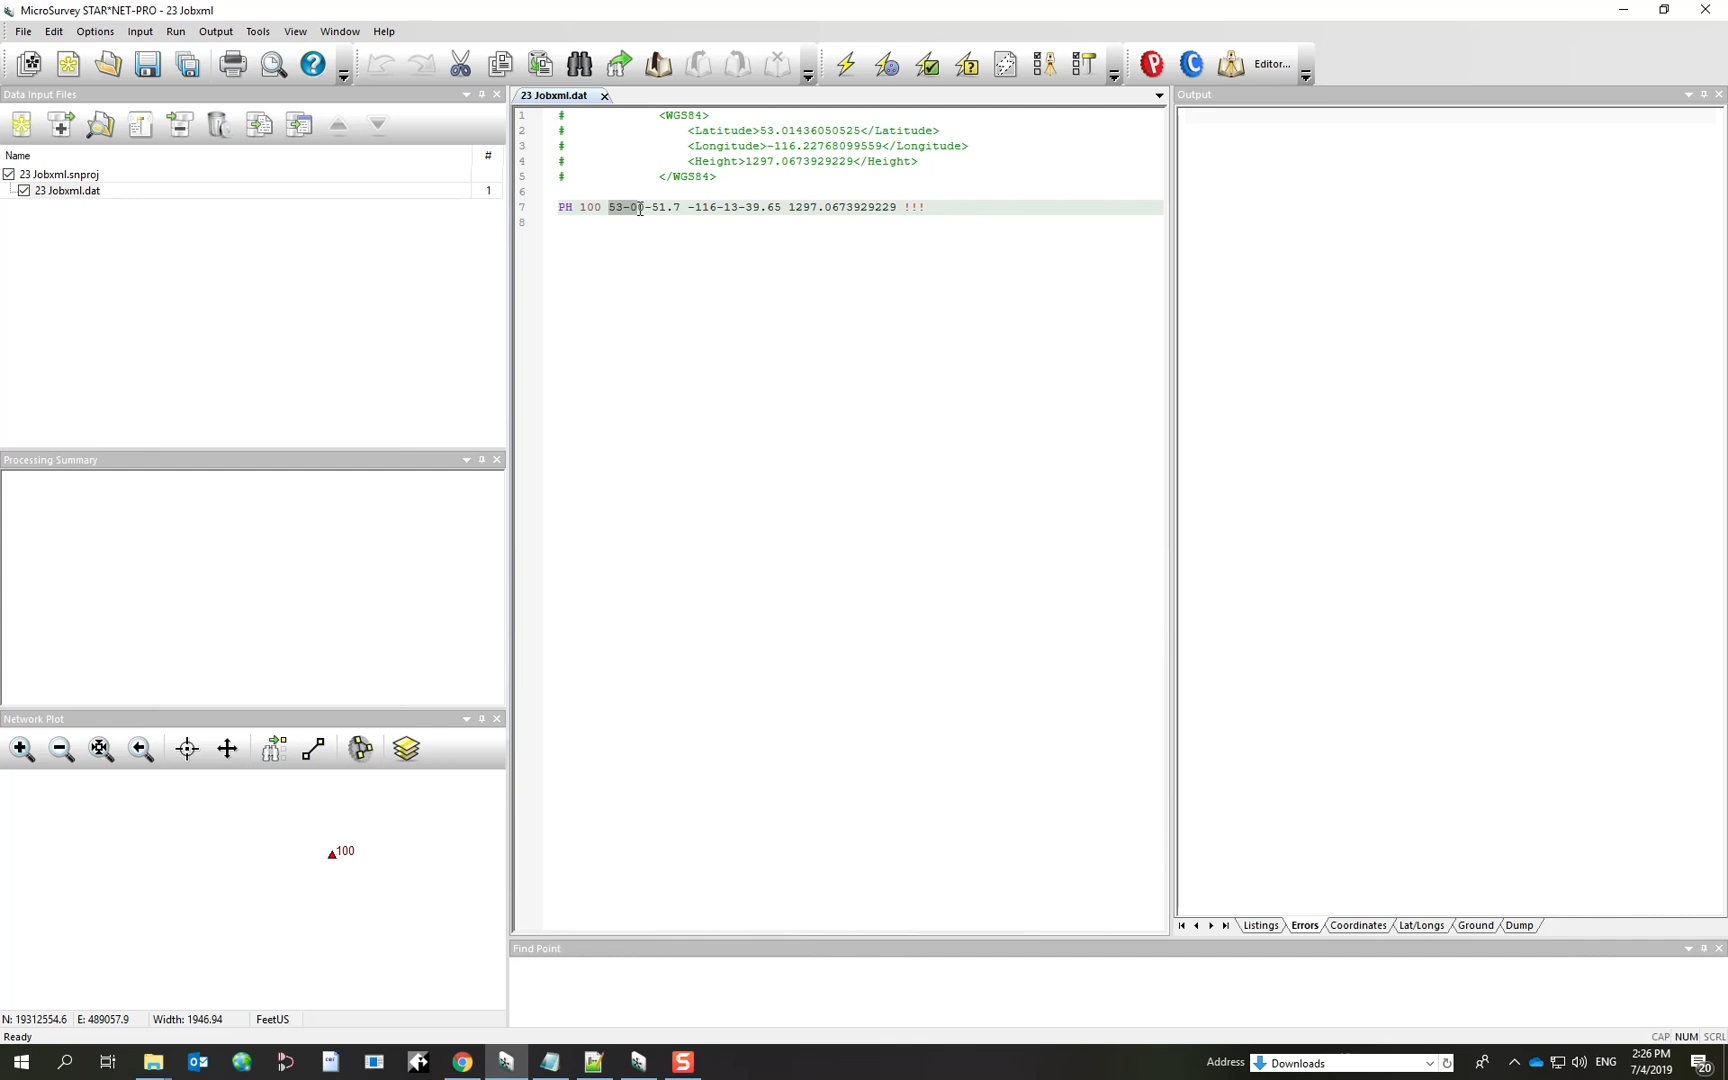 MicroSurvey STAR*NET-PRO - 23 Jobxml
File Edit Options Input Run Output Tools View Window Help
Editor...
Data Input Files
23 Jobxml.dat
Output
Name #
23 Jobxml.snproj
23 Jobxml.dat 1
1 # <WGS84>
2 # <Latitude>53.01436050525</Latitude>
3 # <Longitude>-116.22768099559</Longitude>
4 # <Height>1297.0673929229</Height>
5 # </WGS84>
6
7 PH 100 53-00-51.7 -116-13-39.65 1297.0673929229 !!!
8
Processing Summary
Network Plot
100
Listings Errors Coordinates Lat/Longs Ground Dump
Find Point
N: 19312554.6 E: 489057.9 Width: 1946.94 FeetUS
Ready
CAP NUM SCRL
Address Downloads
ENG
2:26 PM
7/4/2019
20